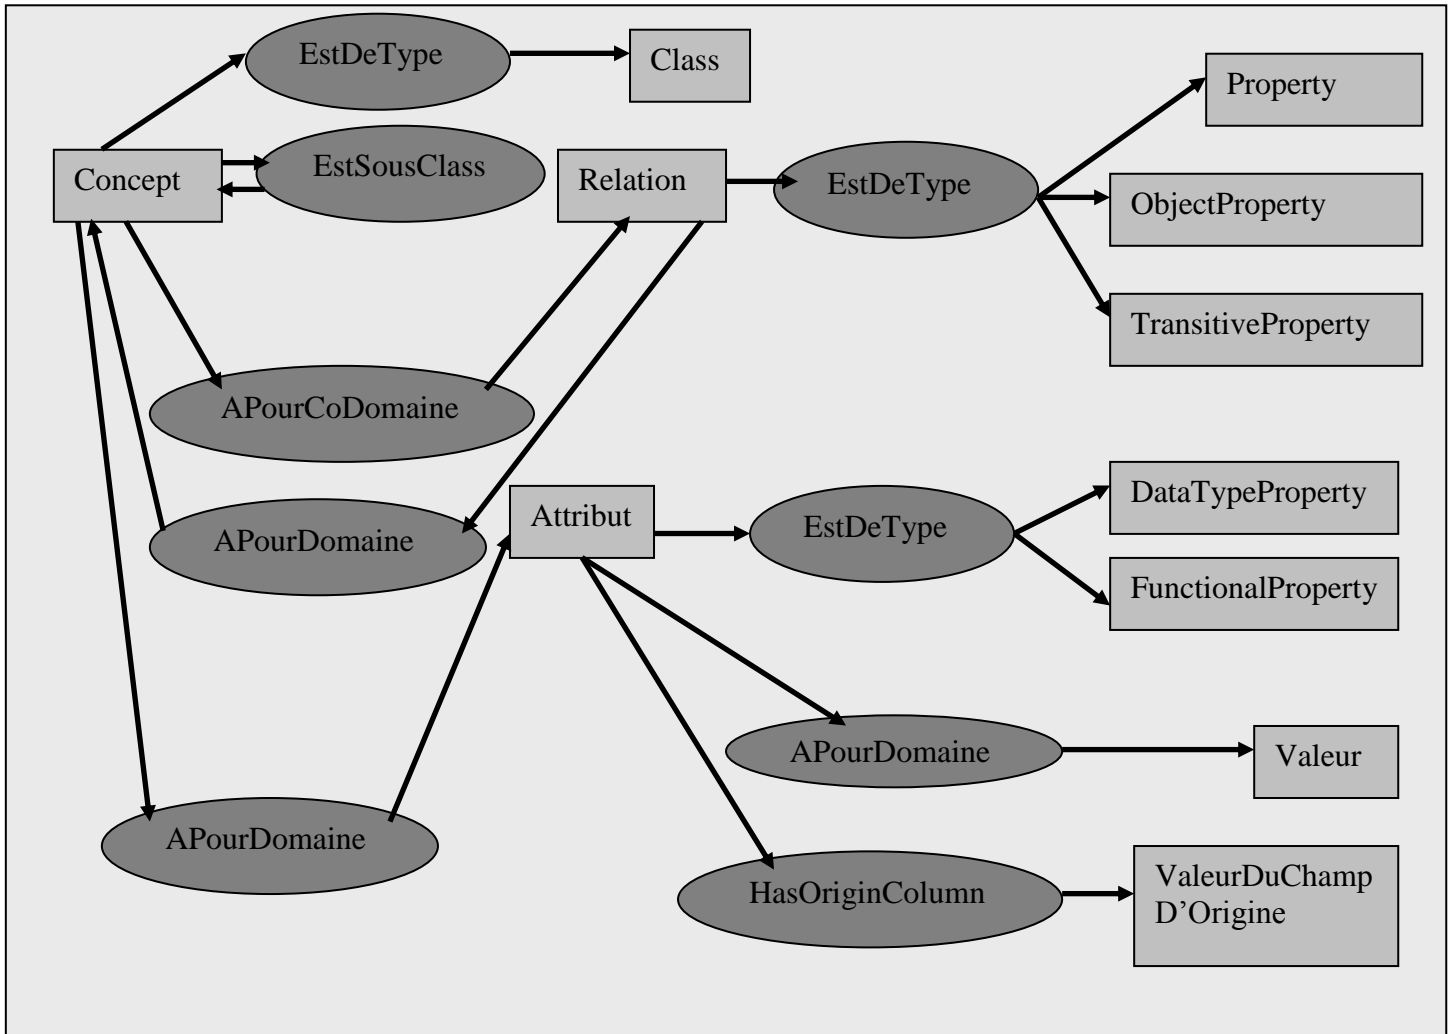 EstDeType
Class
Property
Concept
EstSousClass
Relation
EstDeType
ObjectProperty
TransitiveProperty
APourCoDomaine
APourDomaine
Attribut
EstDeType
DataTypeProperty
FunctionalProperty
APourDomaine
Valeur
APourDomaine
HasOriginColumn
ValeurDuChamp
D’Origine